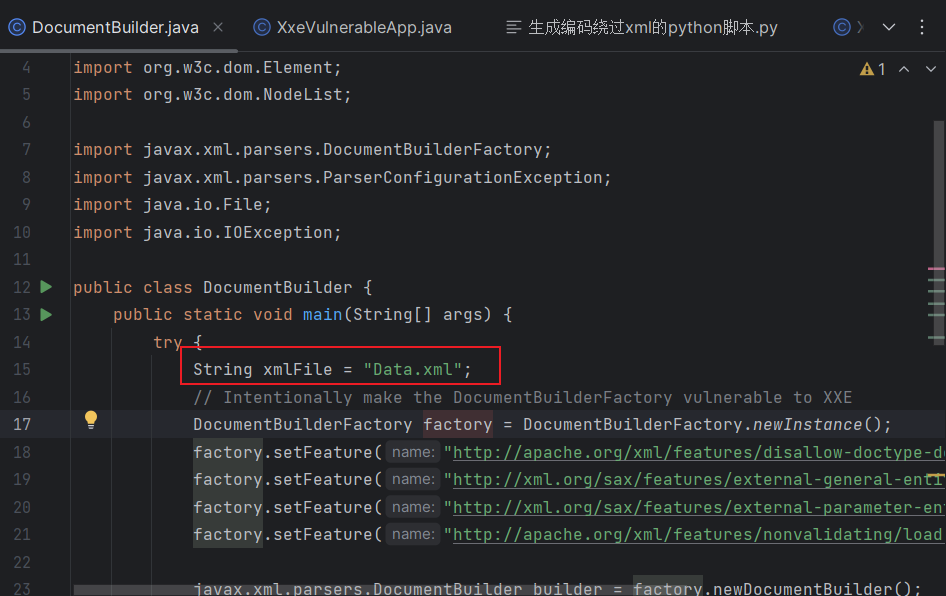 DocumentBuilder.java
XxeVulnerableApp.java
生成编码绕过xml的python脚本.py
1
4 import org.w3c.dom.Element;
5 import org.w3c.dom.NodeList;
6
7 import javax.xml.parsers.DocumentBuilderFactory;
8 import javax.xml.parsers.ParserConfigurationException;
9 import java.io.File;
10 import java.io.IOException;
11
12 public class DocumentBuilder {
13 public static void main(String[] args) {
14 try {
15 String xmlFile = "Data.xml";
16 // Intentionally make the DocumentBuilderFactory vulnerable to XXE
17 DocumentBuilderFactory factory = DocumentBuilderFactory.newInstance();
18 factory.setFeature( name: "http://apache.org/xml/features/disallow-doctype-d
19 factory.setFeature( name: "http://xml.org/sax/features/external-general-enti
20 factory.setFeature( name: "http://xml.org/sax/features/external-parameter-en
21 factory.setFeature( name: "http://apache.org/xml/features/nonvalidating/load
22
23 javax.xml.parsers.DocumentBuilder builder = factory.newDocumentBuilder();